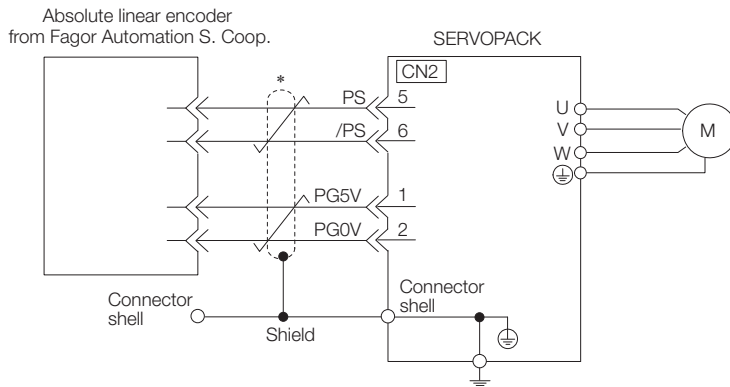 Absolute linear encoder
from Fagor Automation S. Coop.
SERVOPACK
CN2
*
PS 5
/PS 6
PG5V 1
PG0V 2
U
V
W
M
Connector
shell
Shield
Connector
shell